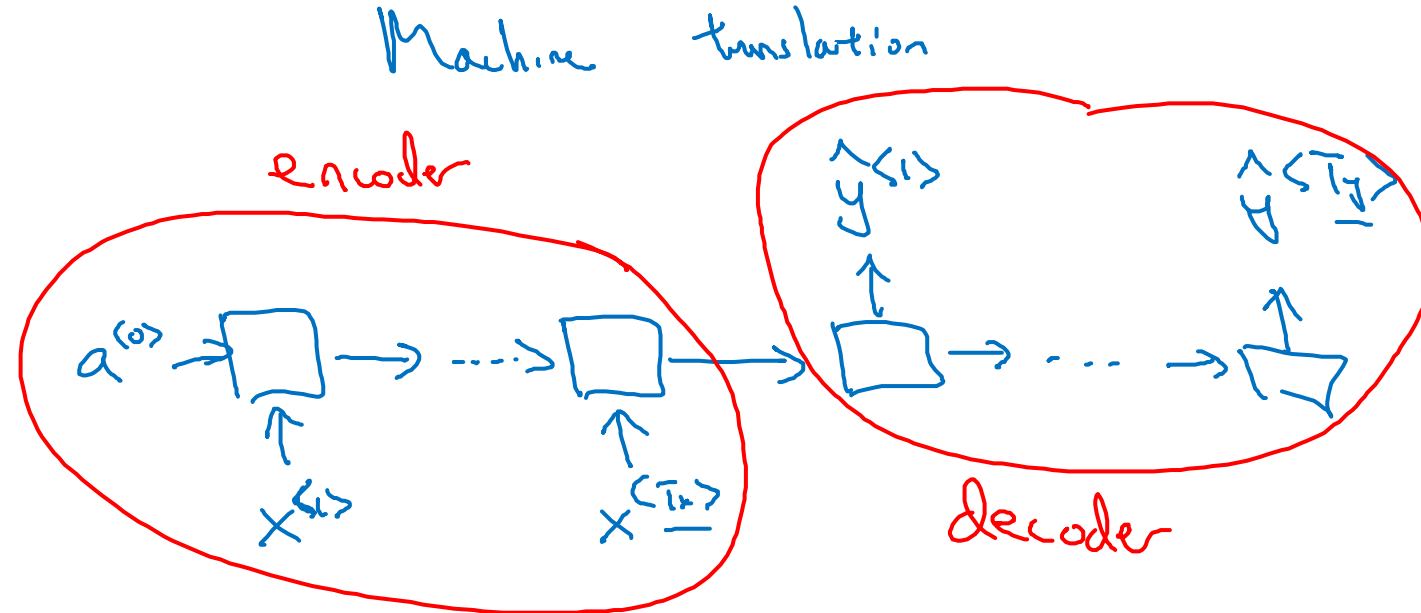 Machine translation
encoder
ŷ<1> ŷ<Ty>
a<0>
x<1> x<Tx>
decoder